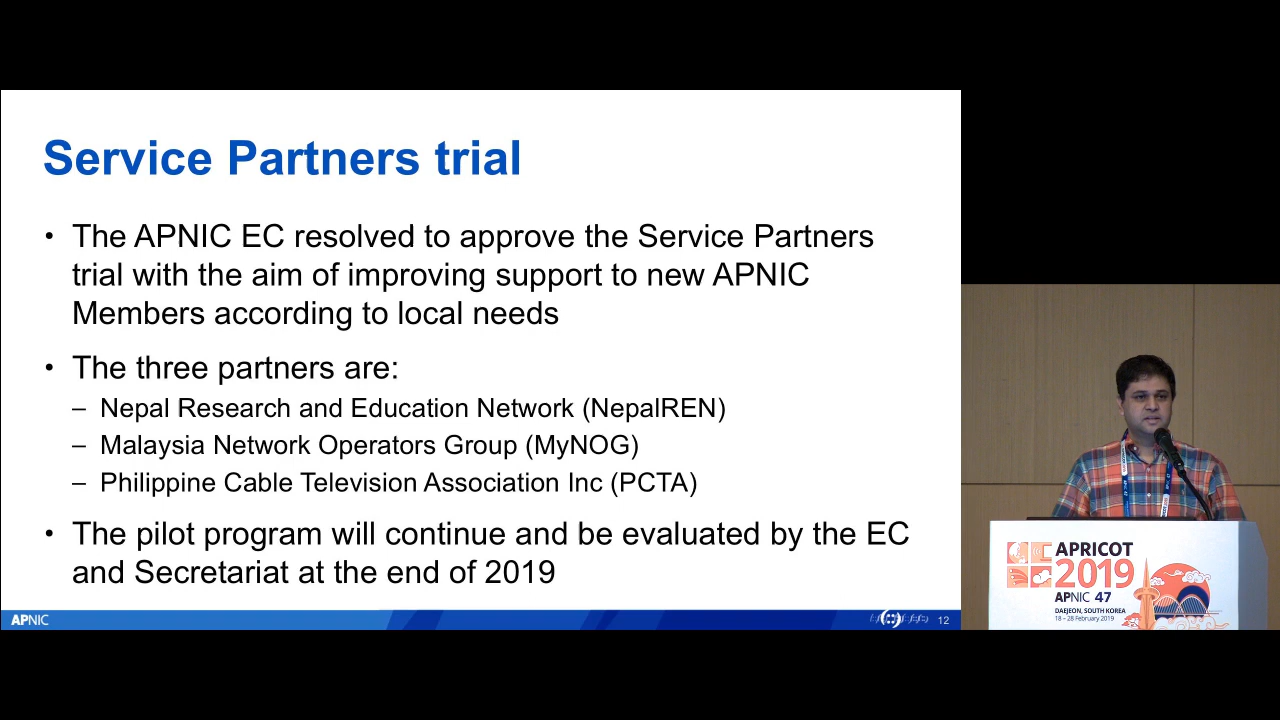 Service Partners trial
• The APNIC EC resolved to approve the Service Partners
trial with the aim of improving support to new APNIC
Members according to local needs
• The three partners are:
– Nepal Research and Education Network (NepalREN)
– Malaysia Network Operators Group (MyNOG)
– Philippine Cable Television Association Inc (PCTA)
• The pilot program will continue and be evaluated by the EC
and Secretariat at the end of 2019
APNIC
12
APRICOT
2019
APNIC 47
DAEJEON, SOUTH KOREA
18 – 28 February 2019